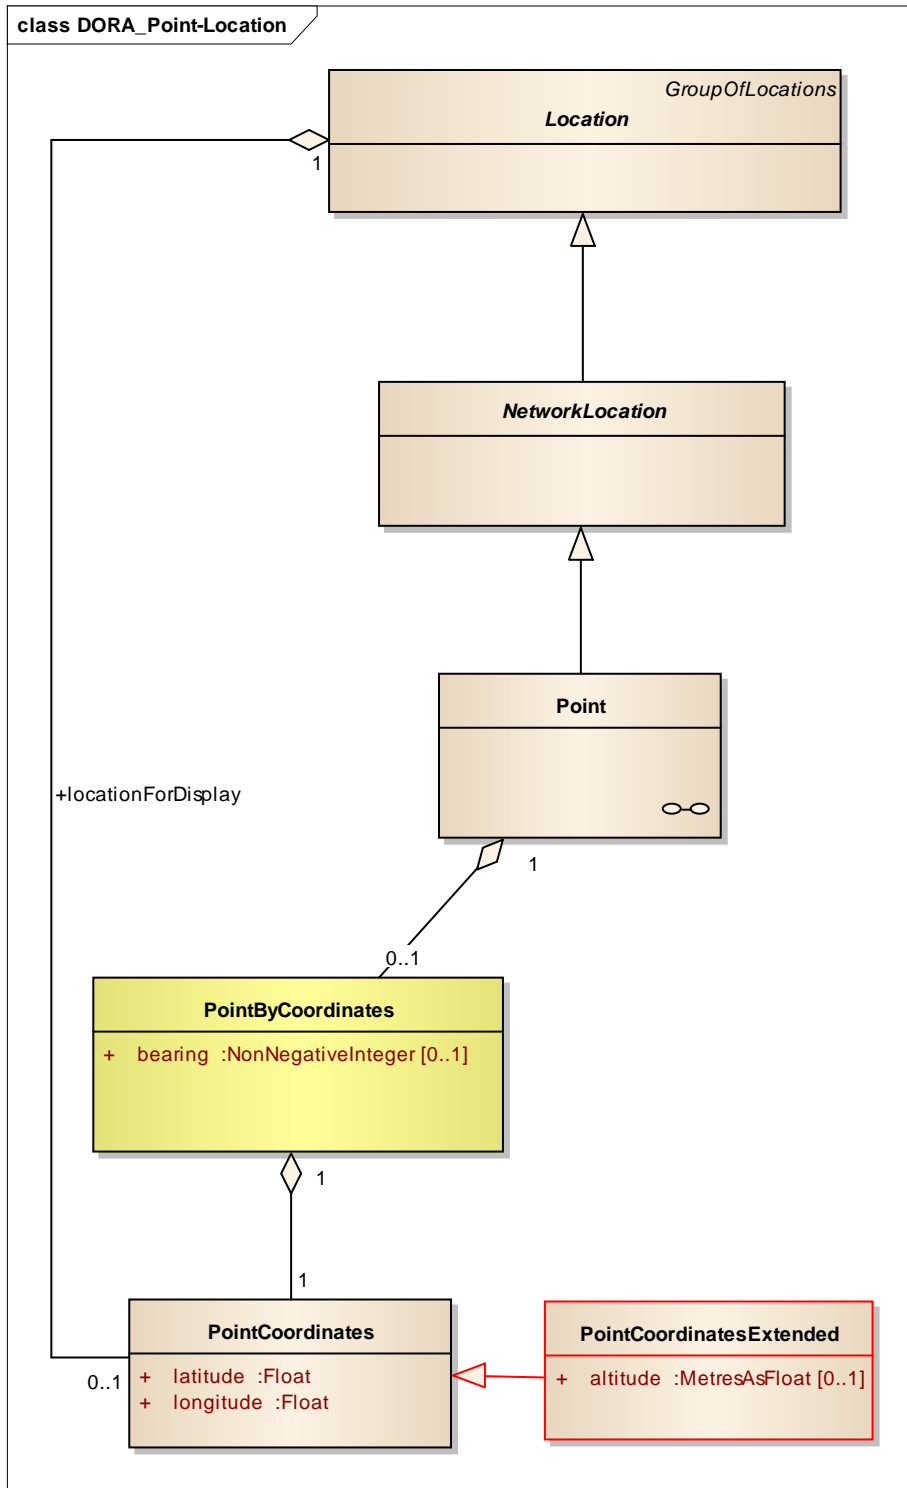 class DORA_Point-Location
GroupOfLocations
Location
1
NetworkLocation
Point
+locationForDisplay
1
0..1
PointByCoordinates
+ bearing :NonNegativeInteger [0..1]
1
1
PointCoordinates
+ latitude :Float
+ longitude :Float
0..1
PointCoordinatesExtended
+ altitude :MetresAsFloat [0..1]